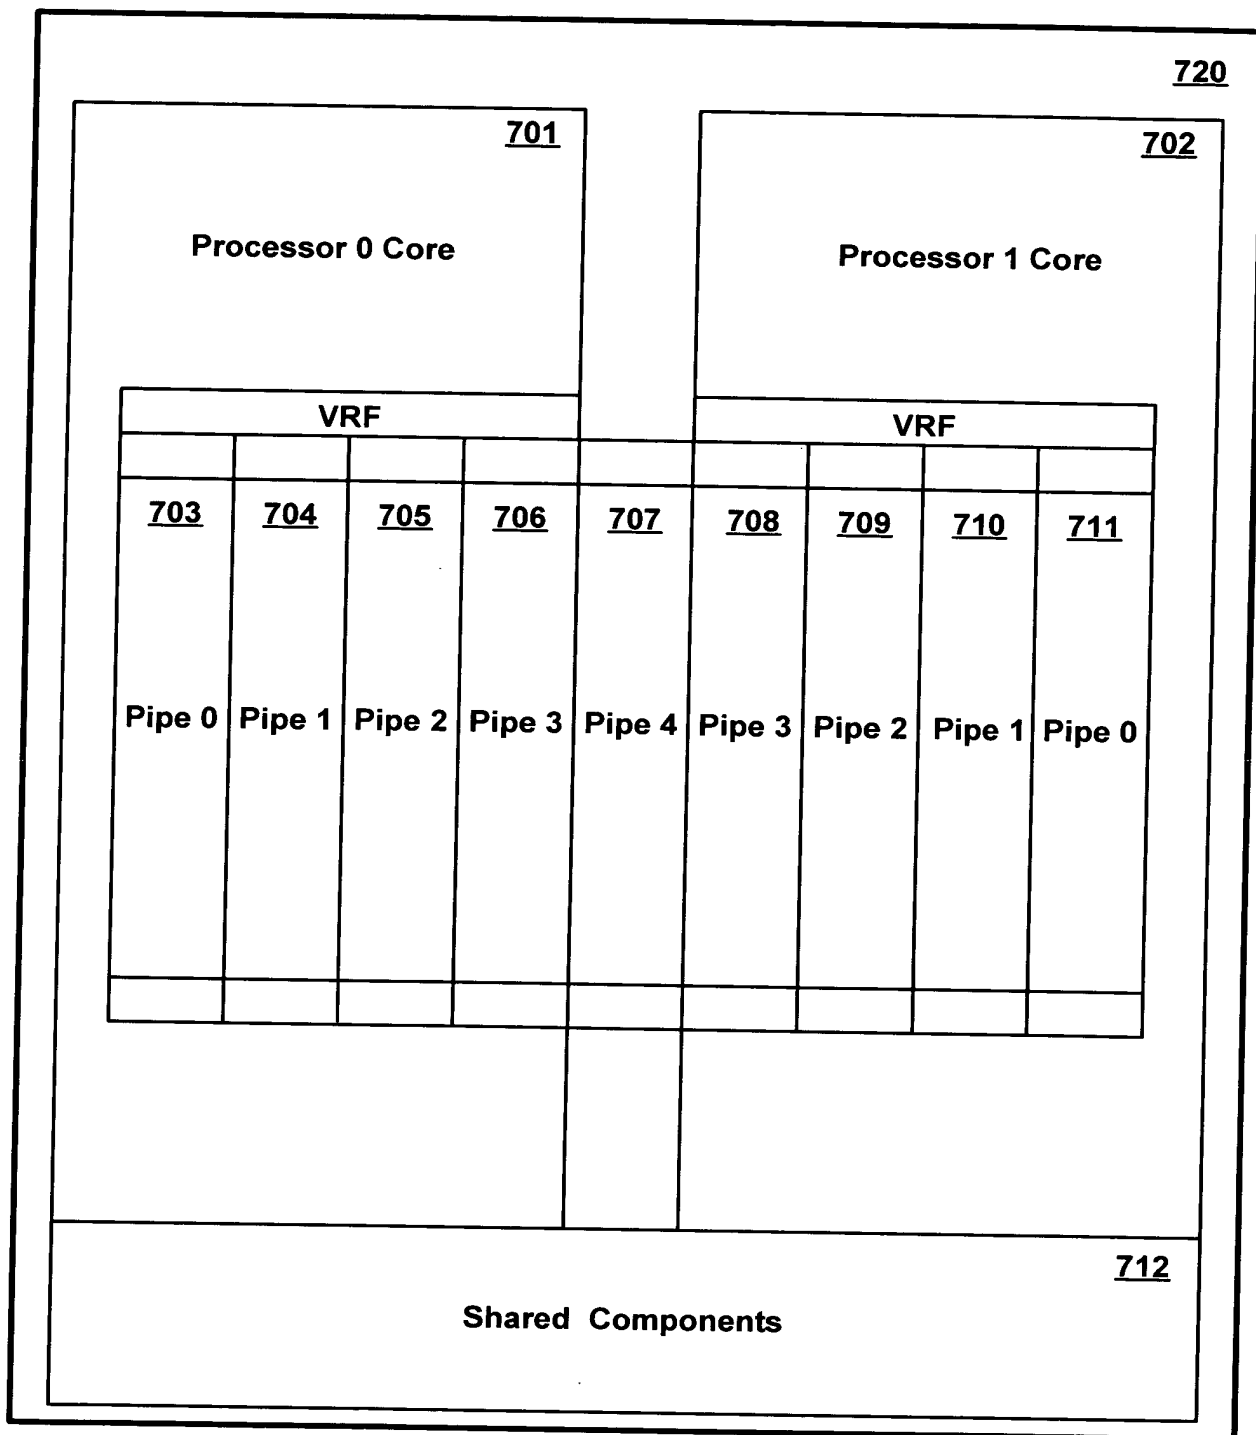 720
701
702
Processor 0 Core
Processor 1 Core
VRF
VRF
703 704 705 706 707 708 709 710 711
Pipe 0 Pipe 1 Pipe 2 Pipe 3 Pipe 4 Pipe 3 Pipe 2 Pipe 1 Pipe 0
712
Shared Components